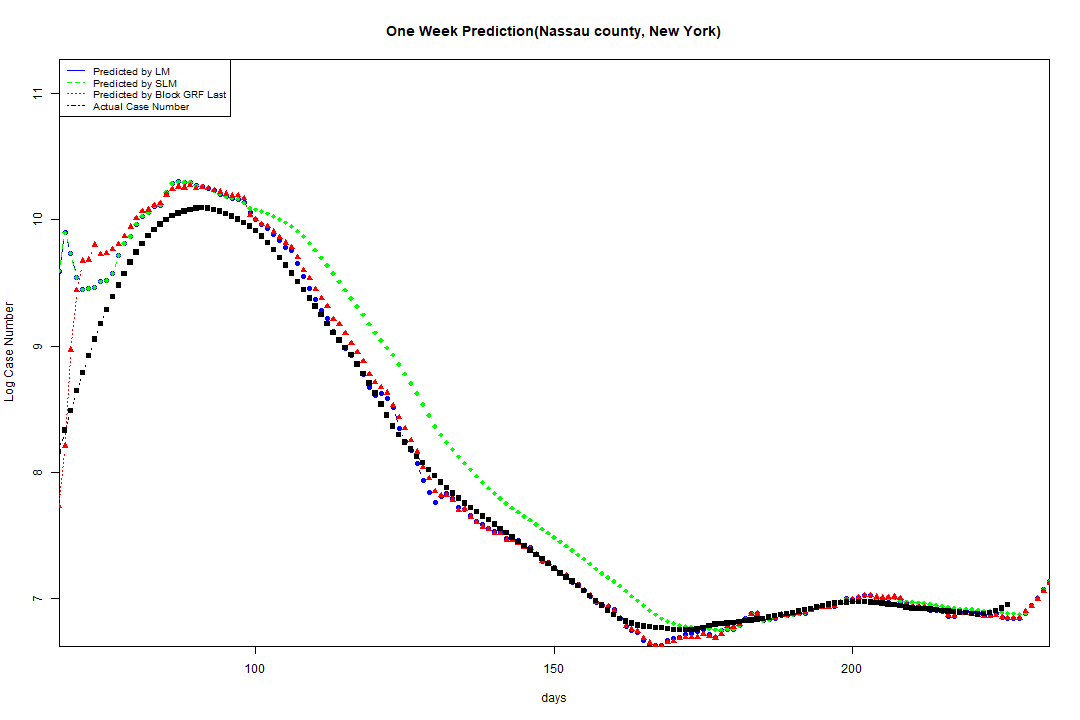 One Week Prediction(Nassau county, New York)
Predicted by LM
Predicted by SLM
Predicted by Block GRF Last
Actual Case Number
11
10
9
8
7
Log Case Number
100 150 200
days